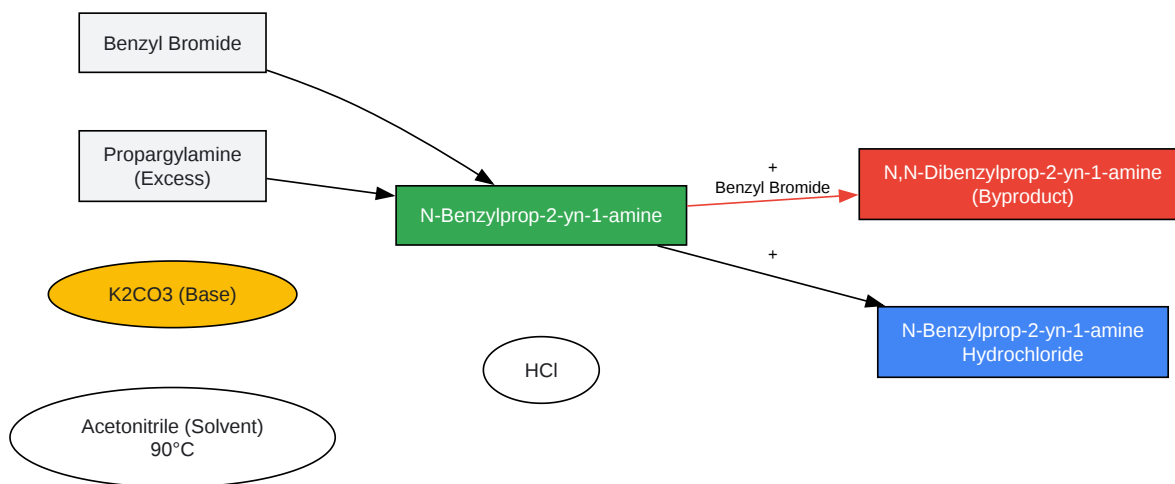 Benzyl Bromide
Propargylamine
(Excess)
N-Benzylprop-2-yn-1-amine
+
Benzyl Bromide
N,N-Dibenzylprop-2-yn-1-amine
(Byproduct)
+
K2CO3 (Base)
N-Benzylprop-2-yn-1-amine
Hydrochloride
HCl
Acetonitrile (Solvent)
90°C